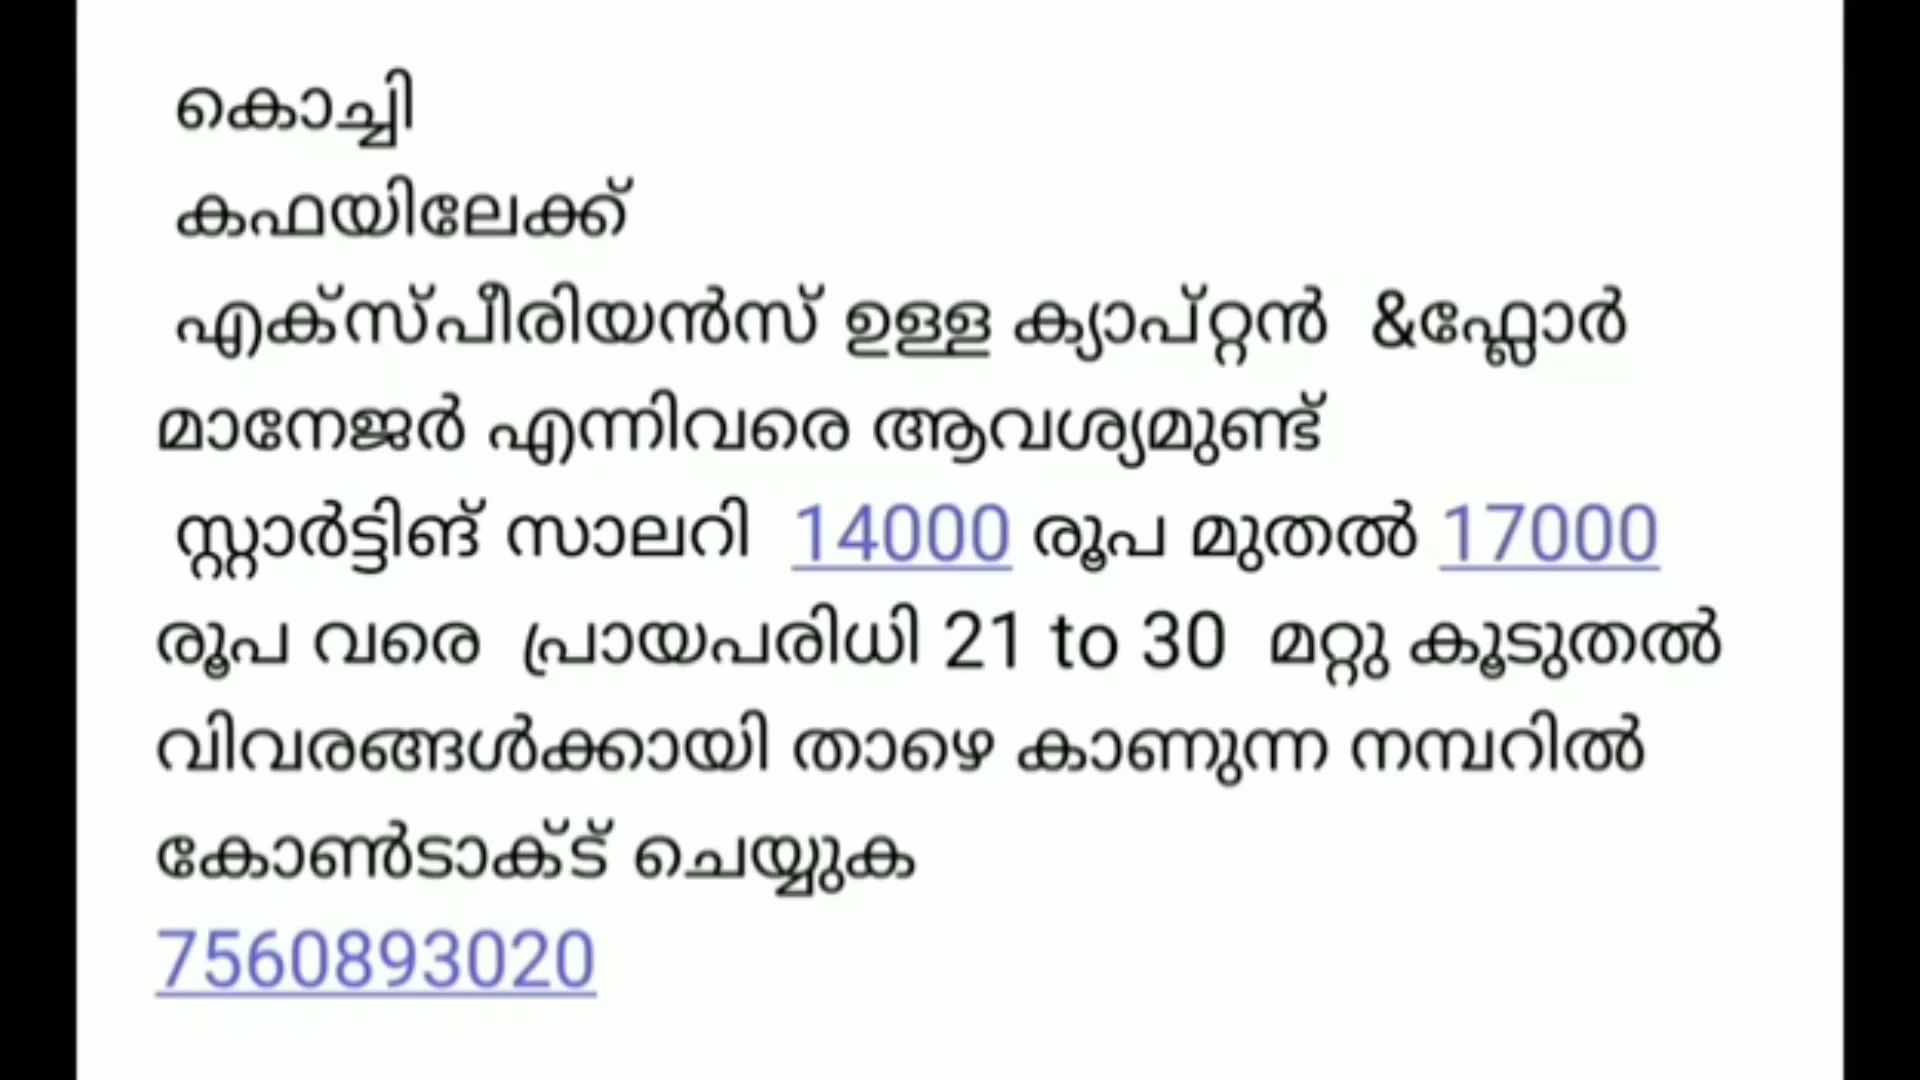 കൊച്ചി
കഫയിലേക്ക്
എക്സ്പീരിയൻസ് ഉള്ള ക്യാപ്റ്റൻ &ഫ്ലോർ
മാനേജർ എന്നിവരെ ആവശ്യമുണ്ട്
സ്റ്റാർട്ടിങ് സാലറി 14000 രൂപ മുതൽ 17000
രൂപ വരെ പ്രായപരിധി 21 to 30 മറ്റു കൂടുതൽ
വിവരങ്ങൾക്കായി താഴെ കാണുന്ന നമ്പറിൽ
കോൺടാക്ട് ചെയ്യുക
7560893020